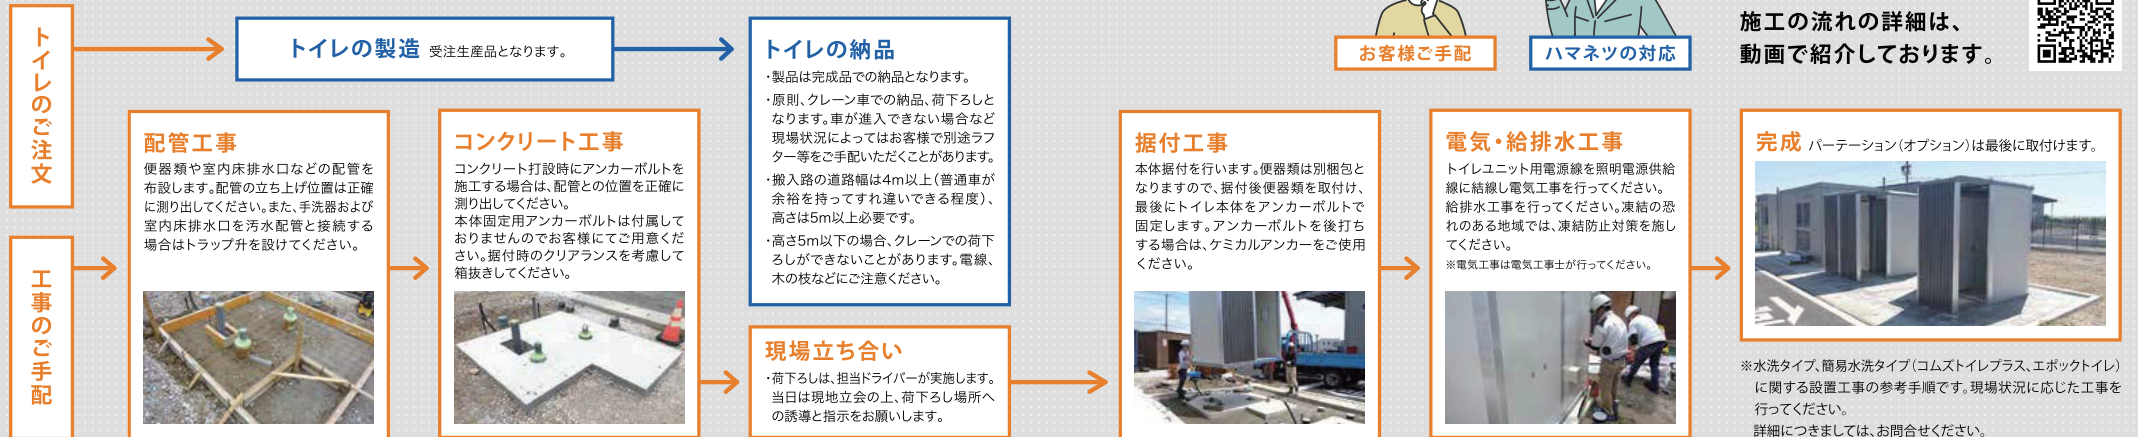 トイレのご注文
トイレの製造 受注生産品となります。
トイレの納品
・製品は完成品での納品となります。
・原則、クレーン車での納品、荷下ろしと
なります。車が進入できない場合など
現場状況によってはお客様で別途ラフ
ター等をご手配いただくことがあります。
・搬入路の道路幅は4m以上（普通車が
余裕を持ってすれ違いできる程度）、
高さは5m以上必要です。
・高さ5m以下の場合、クレーンでの荷下
ろしができないことがあります。電線、
木の枝などにご注意ください。
お客様ご手配
ハマネツの対応
施工の流れの詳細は、
動画で紹介しております。
工事のご手配
配管工事
便器類や室内床排水口などの配管を
布設します。配管の立ち上げ位置は正確
に測り出してください。また、手洗器および
室内床排水口を汚水配管と接続する
場合はトラップ升を設けてください。
コンクリート工事
コンクリート打設時にアンカーボルトを
施工する場合は、配管との位置を正確に
測り出してください。
本体固定用アンカーボルトは付属して
おりませんのでお客様にてご用意くだ
さい。据付時のクリアランスを考慮して
箱抜きしてください。
現場立ち合い
・荷下ろしは、担当ドライバーが実施します。
当日は現地立会の上、荷下ろし場所へ
の誘導と指示をお願いします。
据付工事
本体据付を行います。便器類は別梱包と
なりますので、据付後便器類を取付け、
最後にトイレ本体をアンカーボルトで
固定します。アンカーボルトを後打ち
する場合は、ケミカルアンカーをご使用
ください。
電気・給排水工事
トイレユニット用電源線を照明電源供給
線に結線し電気工事を行ってください。
給排水工事を行ってください。凍結の恐
れのある地域では、凍結防止対策を施し
てください。
※電気工事は電気工事士が行ってください。
完成 パーテーション（オプション）は最後に取付けます。
※水洗タイプ、簡易水洗タイプ（コムズトイレプラス、エポックトイレ）
に関する設置工事の参考手順です。現場状況に応じた工事を
行ってください。
詳細につきましては、お問合せください。